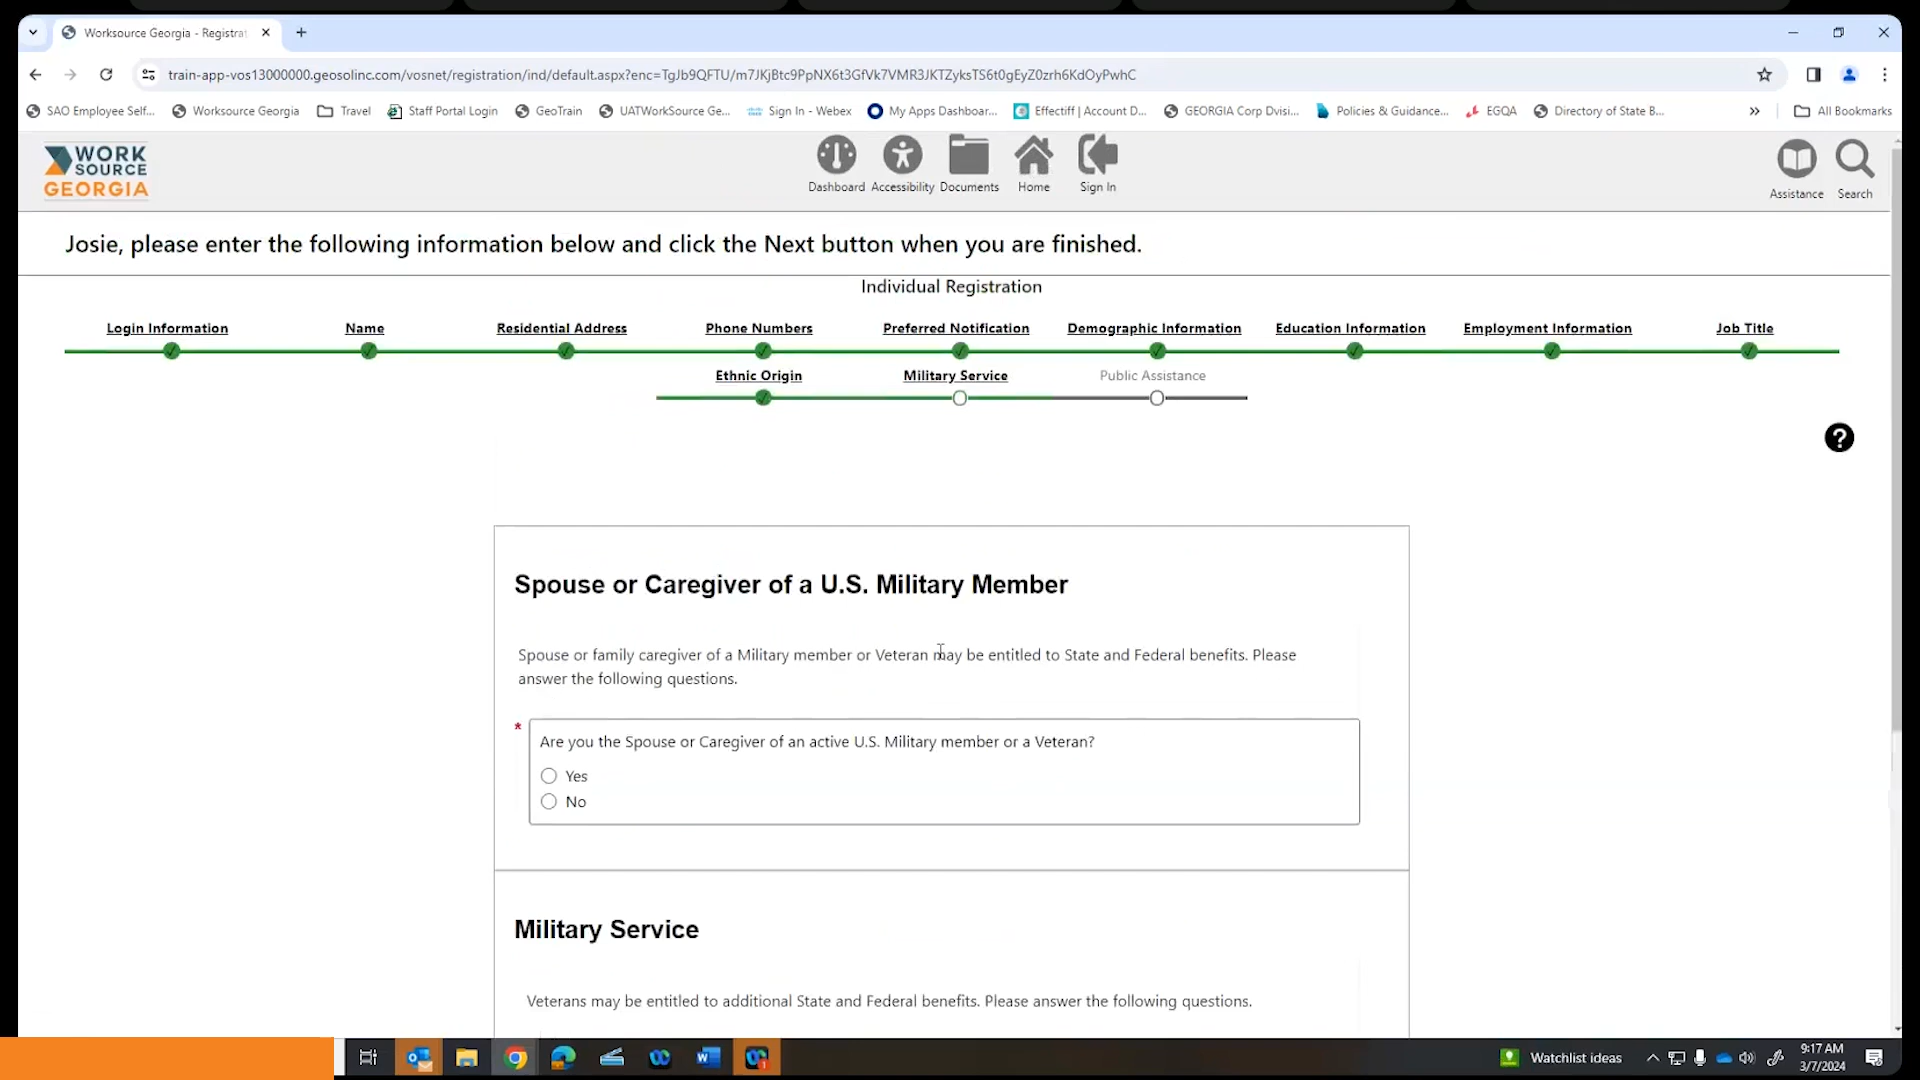 Worksource Georgia - Registrat
train-app-vos13000000.geosolinc.com/vosnet/registration/ind/default.aspx?enc=TgJb9QFTU/m7JKjBtc9PpNX6t3GfVk7VMR3JKTZyksTS6t0gEyZ0zrh6KdOyPwhC
SAO Employee Self... Worksource Georgia Travel Staff Portal Login GeoTrain UATWorkSource Ge... Sign In - Webex My Apps Dashboar... Effectiff | Account D... GEORGIA Corp Dvisi... Policies & Guidance... EGQA Directory of State B... » All Bookmarks
WORK
SOURCE
GEORGIA
Dashboard Accessibility Documents Home Sign In Assistance Search
Josie, please enter the following information below and click the Next button when you are finished.
Individual Registration
Login Information Name Residential Address Phone Numbers Preferred Notification Demographic Information Education Information Employment Information Job Title
Ethnic Origin Military Service Public Assistance
?
Spouse or Caregiver of a U.S. Military Member
Spouse or family caregiver of a Military member or Veteran may be entitled to State and Federal benefits. Please
answer the following questions.
* Are you the Spouse or Caregiver of an active U.S. Military member or a Veteran?
Yes
No
Military Service
Veterans may be entitled to additional State and Federal benefits. Please answer the following questions.
Watchlist ideas
9:17 AM
3/7/2024